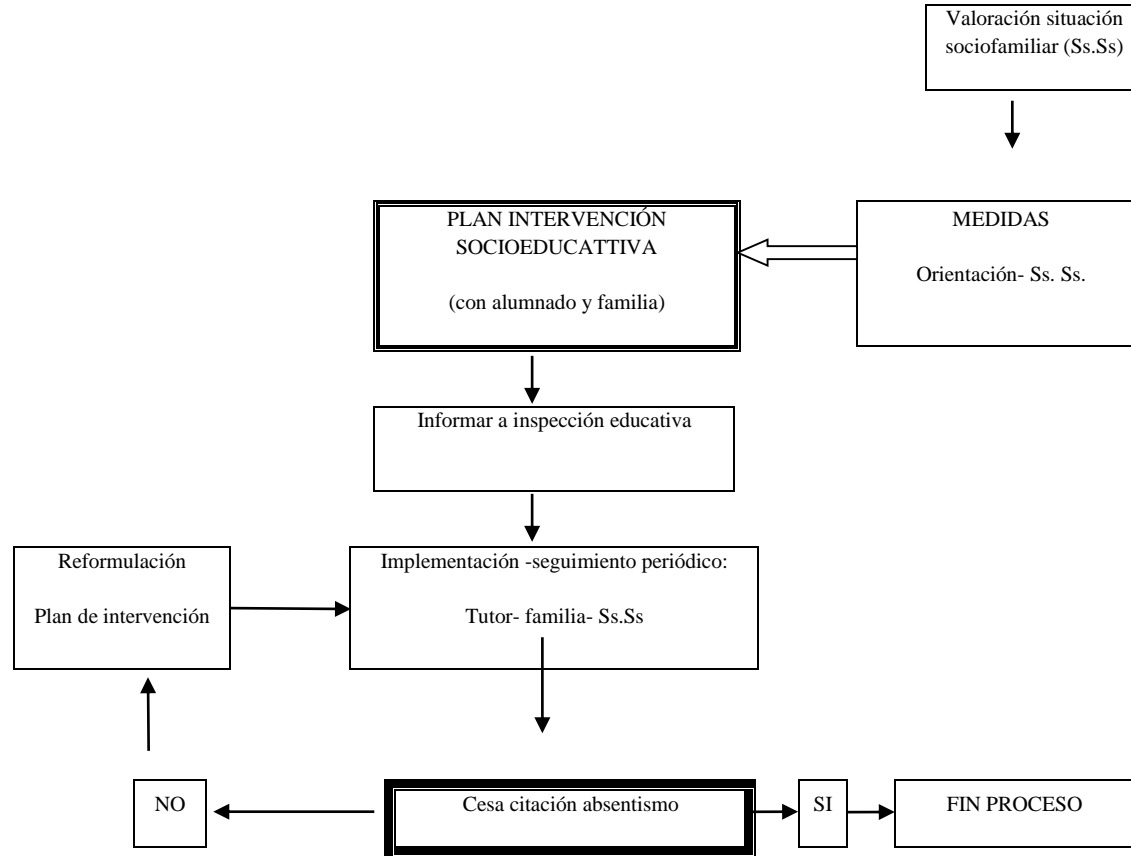 Valoración situación
sociofamiliar (Ss.Ss)
PLAN INTERVENCIÓN
SOCIOEDUCATTIVA
(con alumnado y familia)
MEDIDAS
Orientación- Ss. Ss.
Informar a inspección educativa
Reformulación
Plan de intervención
Implementación -seguimiento periódico:
Tutor- familia- Ss.Ss
NO
Cesa citación absentismo
SI
FIN PROCESO